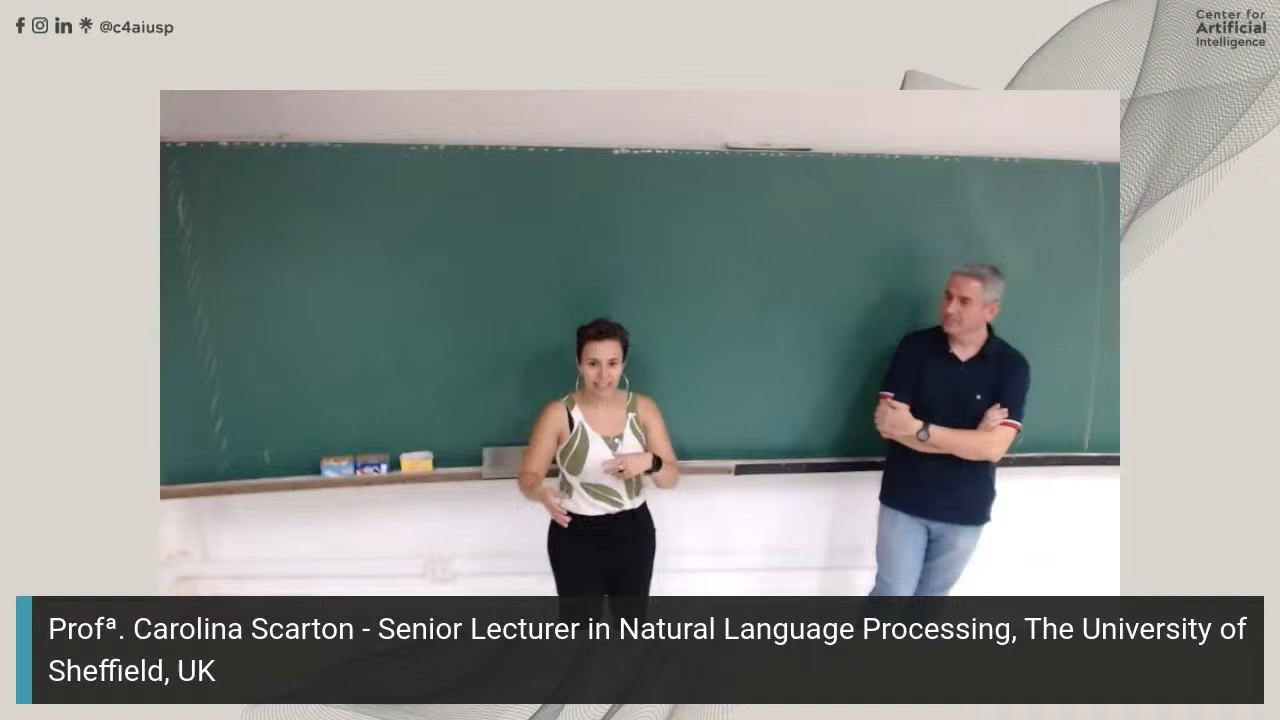 @c4aiusp
Center for
Artificial
Intelligence
Profª. Carolina Scarton - Senior Lecturer in Natural Language Processing, The University of
Sheffield, UK